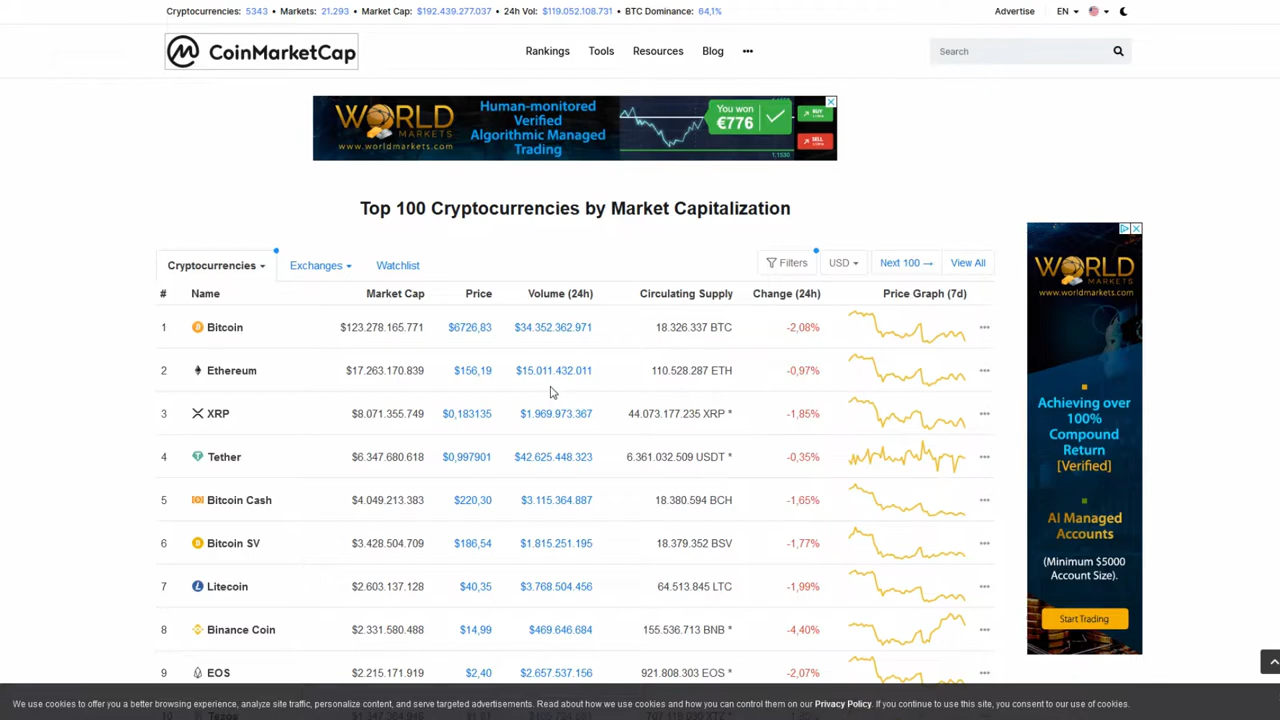 Cryptocurrencies: 5343 • Markets: 21.293 • Market Cap: $192.439.277.037 • 24h Vol: $119.052.108.731 • BTC Dominance: 64,1%
Advertise EN
CoinMarketCap
Rankings Tools Resources Blog •••
Search
WORLD
MARKETS
www.worldmarkets.com
Human-monitored
Verified
Algorithmic Managed
Trading
You won
€776
BUY
SELL
Top 100 Cryptocurrencies by Market Capitalization
Cryptocurrencies Exchanges Watchlist Filters USD Next 100 → View All
# Name Market Cap Price Volume (24h) Circulating Supply Change (24h) Price Graph (7d)
1 Bitcoin $123.278.165.771 $6726,83 $34.352.362.971 18.326.337 BTC -2,08%
2 Ethereum $17.263.170.839 $156,19 $15.011.432.011 110.528.287 ETH -0,97%
3 XRP $8.071.355.749 $0,183135 $1.969.973.367 44.073.177.235 XRP * -1,85%
4 Tether $6.347.680.618 $0,997901 $42.625.448.323 6.361.032.509 USDT * -0,35%
5 Bitcoin Cash $4.049.213.383 $220,30 $3.115.364.887 18.380.594 BCH -1,65%
6 Bitcoin SV $3.428.504.709 $186,54 $1.815.251.195 18.379.352 BSV -1,77%
7 Litecoin $2.603.137.128 $40,35 $3.768.504.456 64.513.845 LTC -1,99%
8 Binance Coin $2.331.580.488 $14,99 $469.646.684 155.536.713 BNB * -4,40%
9 EOS $2.215.171.919 $2,40 $2.657.537.156 921.808.303 EOS * -2,07%
WORLD
MARKETS
www.worldmarkets.com
Achieving over
100%
Compound
Return
[Verified]
AI Managed
Accounts
(Minimum $5000
Account Size).
Start Trading
We use cookies to offer you a better browsing experience, analyze site traffic, personalize content, and serve targeted advertisements. Read about how we use cookies and how you can control them on our Privacy Policy. If you continue to use this site, you consent to our use of cookies.